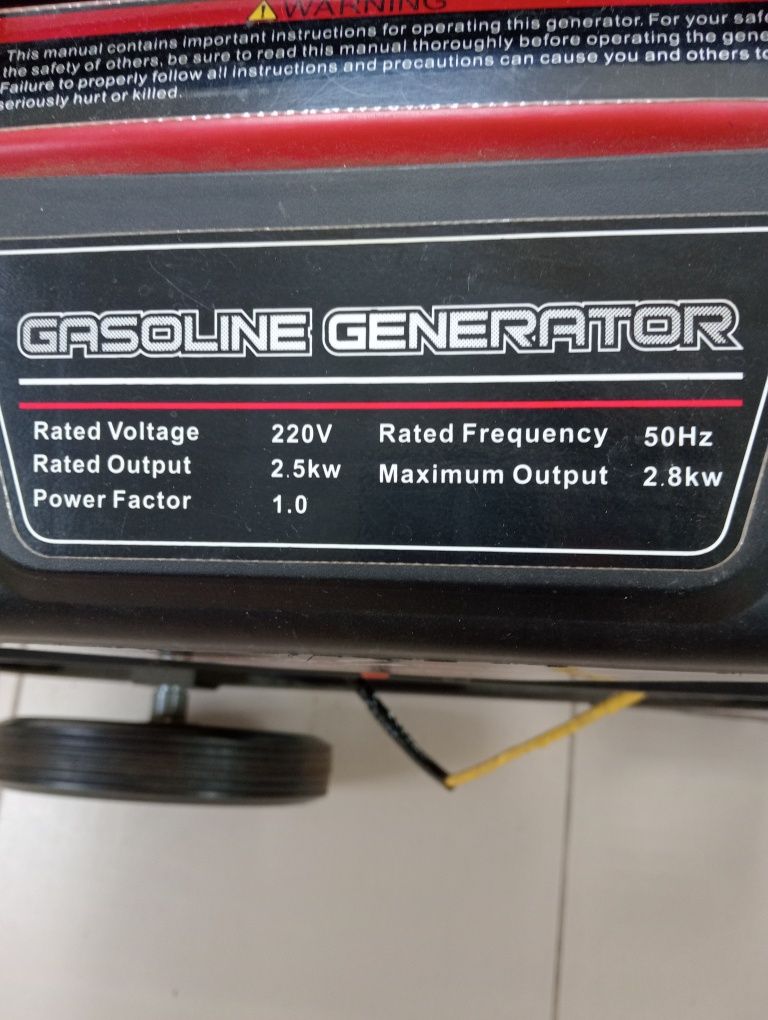 WARNING
This manual contains important instructions for operating this generator. For your
the safety of others, be sure to read this manual thoroughly before operating the
Failure to properly follow all instructions and precautions can cause you and others to
seriously hurt or killed.
GASOLINE GENERATOR
Rated Voltage 220V Rated Frequency 50Hz
Rated Output 2.5kw Maximum Output 2.8kw
Power Factor 1.0